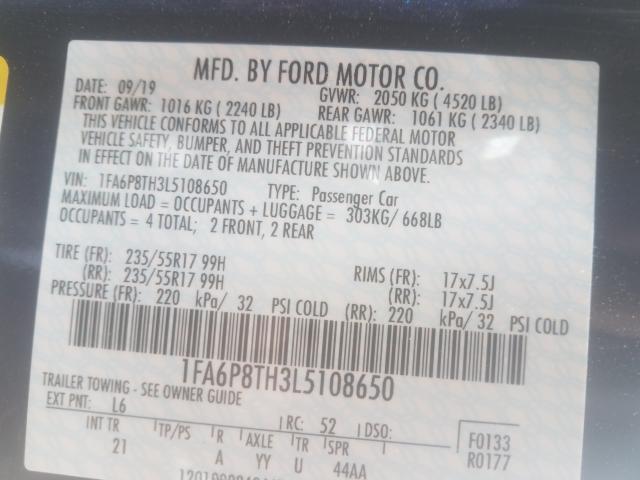 MFD. BY FORD MOTOR CO.
DATE: 09/19 GVWR: 2050 KG ( 4520 LB)
FRONT GAWR: 1016 KG ( 2240 LB) REAR GAWR: 1061 KG ( 2340 LB)
THIS VEHICLE CONFORMS TO ALL APPLICABLE FEDERAL MOTOR
VEHICLE SAFETY, BUMPER, AND THEFT PREVENTION STANDARDS
IN EFFECT ON THE DATE OF MANUFACTURE SHOWN ABOVE.
VIN: 1FA6P8TH3L5108650 TYPE: Passenger Car
MAXIMUM LOAD = OCCUPANTS + LUGGAGE = 303KG/ 668LB
OCCUPANTS = 4 TOTAL; 2 FRONT, 2 REAR
TIRE (FR): 235/55R17 99H RIMS (FR): 17x7.5J
(RR): 235/55R17 99H (RR): 17x7.5J
PRESSURE (FR): 220 kPa/ 32 PSI COLD (RR): 220 kPa/ 32 PSI COLD
1FA6P8TH3L5108650
TRAILER TOWING - SEE OWNER GUIDE
EXT PNT: L6 RC: 52 DSO: F0133
INT TR TP/PS R AXLE TR SPR R0177
21 A YY U 44AA